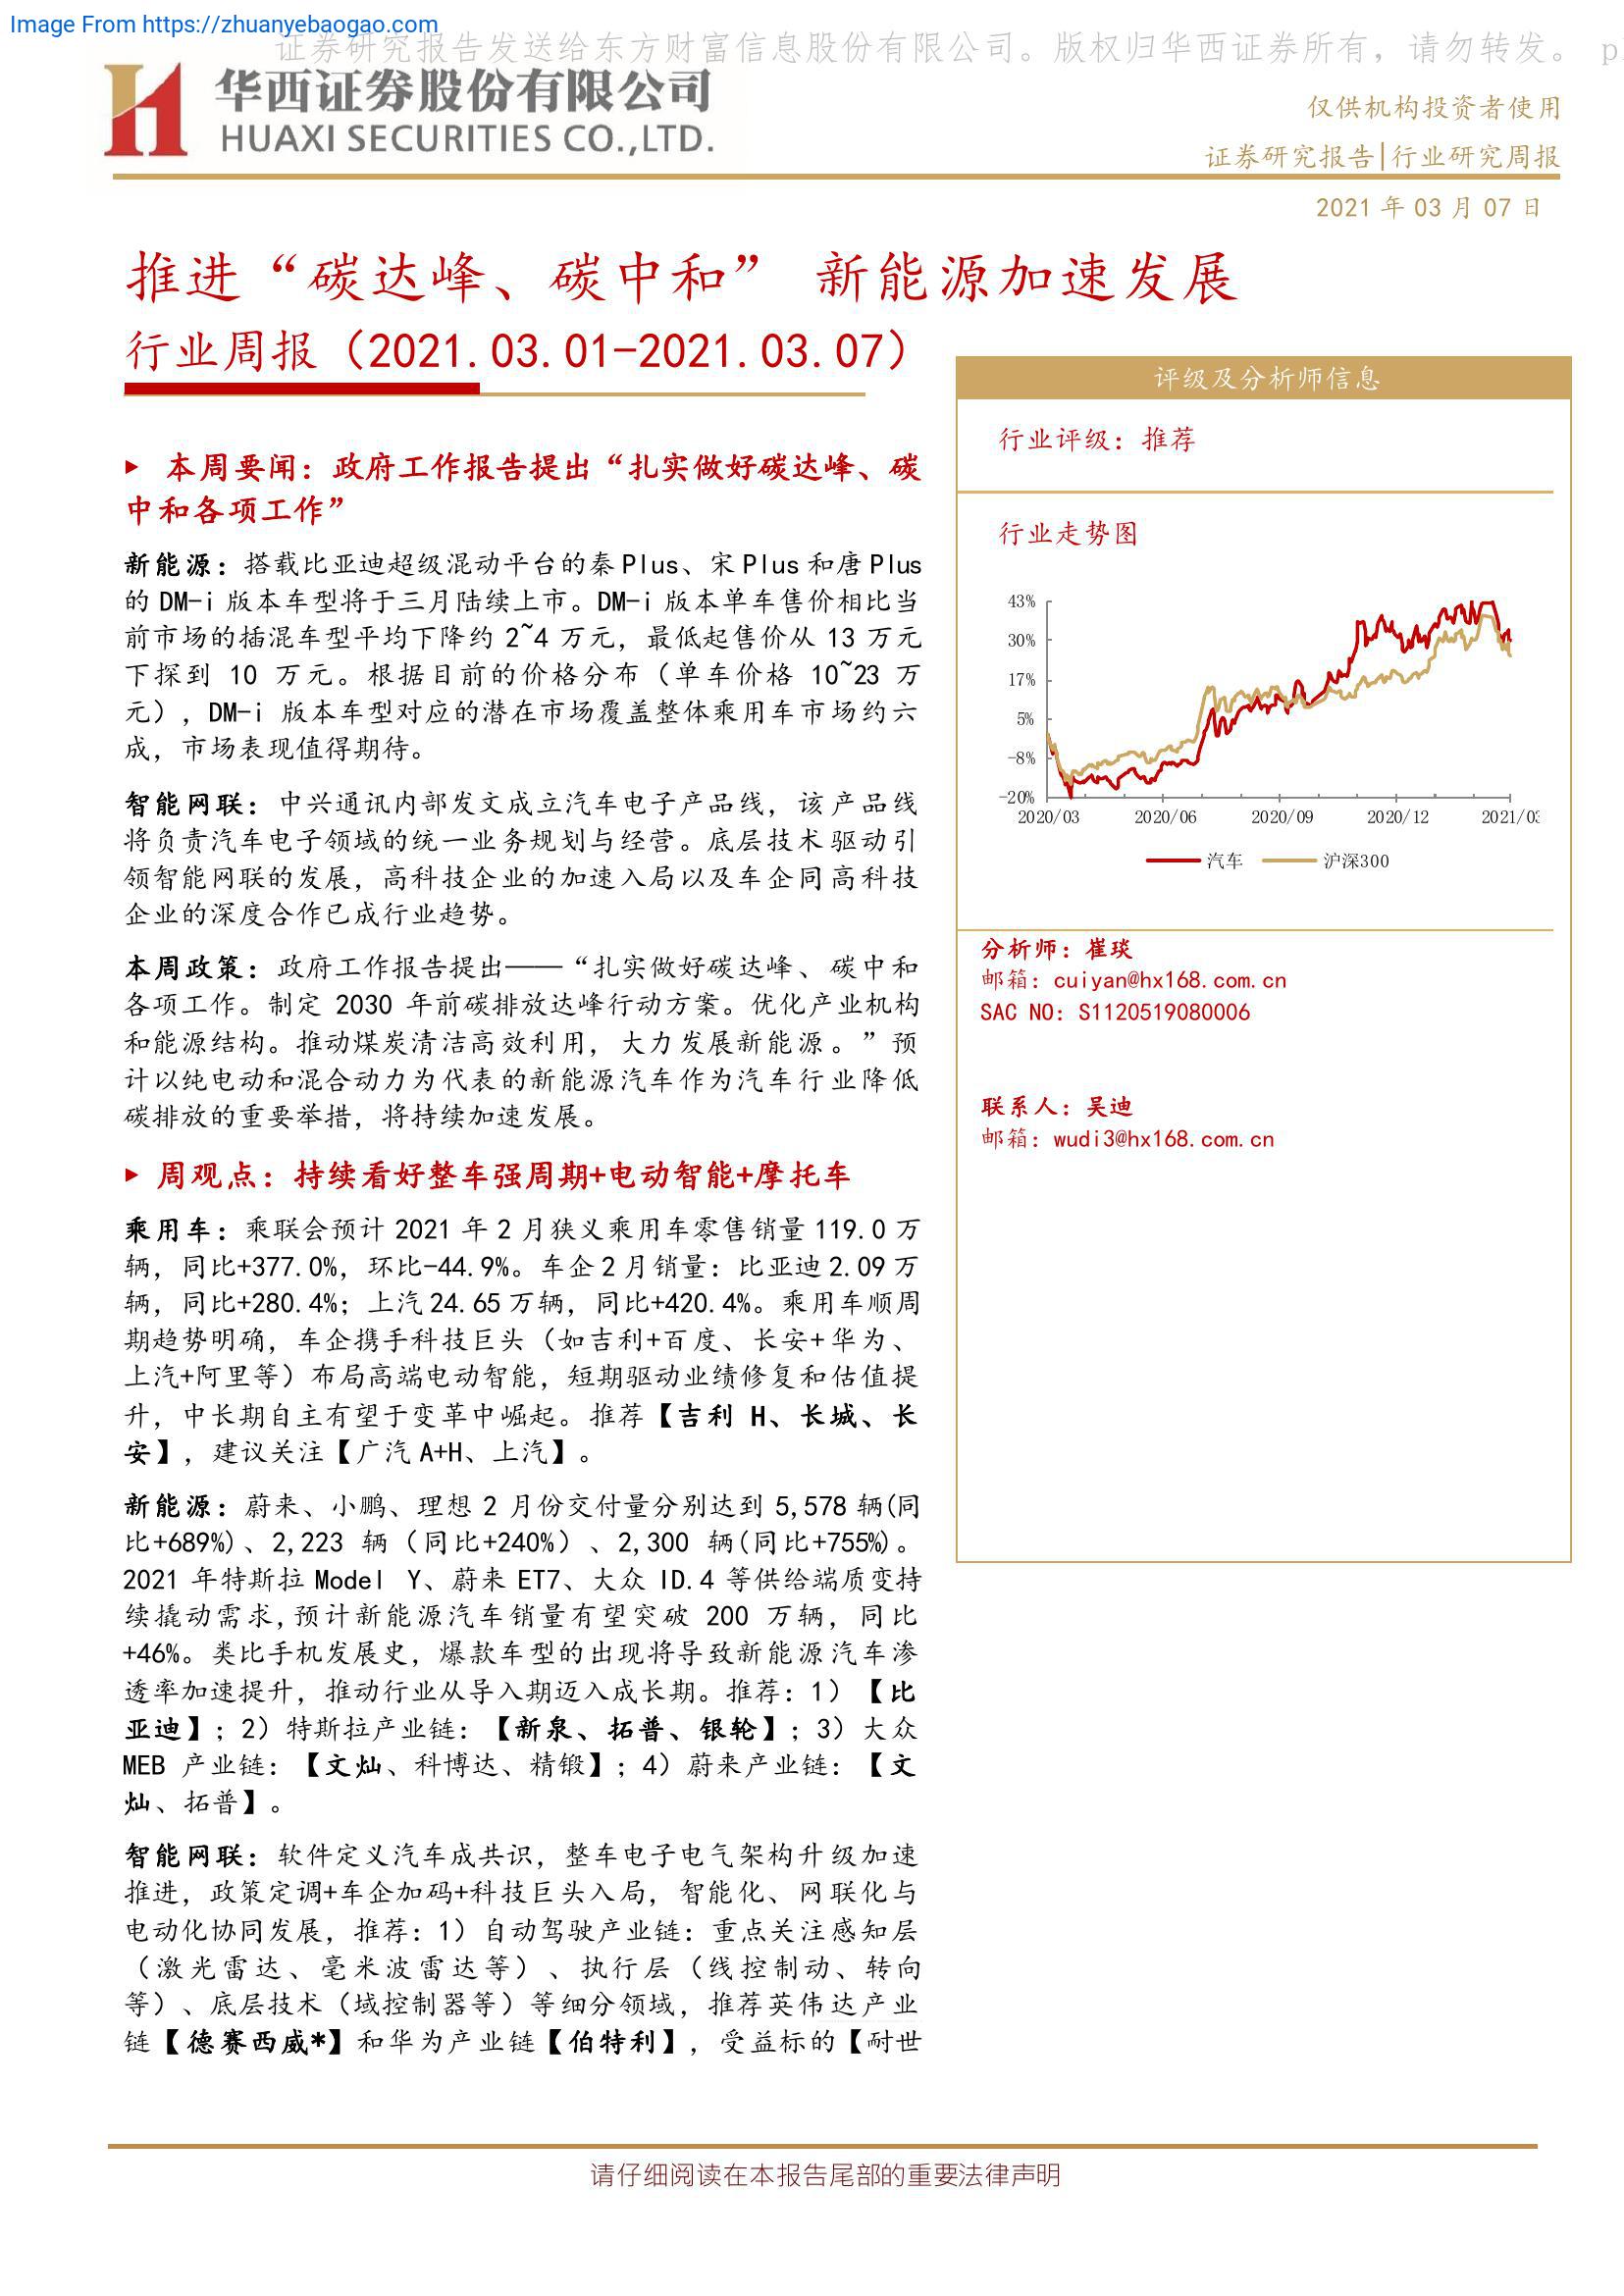 Image From https://zhuanyebaogao.com
证券研究报告发送给东方财富信息股份有限公司。版权归华西证券所有，请勿转发。 p
华西证券股份有限公司
HUAXI SECURITIES CO.,LTD.
仅供机构投资者使用
证券研究报告|行业研究周报
2021 年 03 月 07 日
推进“碳达峰、碳中和” 新能源加速发展
行业周报（2021.03.01-2021.03.07）
▶ 本周要闻：政府工作报告提出“扎实做好碳达峰、碳
中和各项工作”
新能源：搭载比亚迪超级混动平台的秦 Plus、宋 Plus 和唐 Plus
的 DM-i 版本车型将于三月陆续上市。DM-i 版本单车售价相比当
前市场的插混车型平均下降约 2~4 万元，最低起售价从 13 万元
下探到 10 万元。根据目前的价格分布（单车价格 10~23 万
元），DM-i 版本车型对应的潜在市场覆盖整体乘用车市场约六
成，市场表现值得期待。
智能网联：中兴通讯内部发文成立汽车电子产品线，该产品线
将负责汽车电子领域的统一业务规划与经营。底层技术驱动引
领智能网联的发展，高科技企业的加速入局以及车企同高科技
企业的深度合作已成行业趋势。
本周政策：政府工作报告提出——“扎实做好碳达峰、碳中和
各项工作。制定 2030 年前碳排放达峰行动方案。优化产业机构
和能源结构。推动煤炭清洁高效利用，大力发展新能源。”预
计以纯电动和混合动力为代表的新能源汽车作为汽车行业降低
碳排放的重要举措，将持续加速发展。
▶ 周观点：持续看好整车强周期+电动智能+摩托车
乘用车：乘联会预计 2021 年 2 月狭义乘用车零售销量 119.0 万
辆，同比+377.0%，环比-44.9%。车企 2 月销量：比亚迪 2.09 万
辆，同比+280.4%；上汽 24.65 万辆，同比+420.4%。乘用车顺周
期趋势明确，车企携手科技巨头（如吉利+百度、长安+华为、
上汽+阿里等）布局高端电动智能，短期驱动业绩修复和估值提
升，中长期自主有望于变革中崛起。推荐【吉利 H、长城、长
安】，建议关注【广汽 A+H、上汽】。
新能源：蔚来、小鹏、理想 2 月份交付量分别达到 5,578 辆(同
比+689%)、2,223 辆（同比+240%）、2,300 辆(同比+755%)。
2021 年特斯拉 Model Y、蔚来 ET7、大众 ID.4 等供给端质变持
续撬动需求,预计新能源汽车销量有望突破 200 万辆，同比
+46%。类比手机发展史，爆款车型的出现将导致新能源汽车渗
透率加速提升，推动行业从导入期迈入成长期。推荐：1）【比
亚迪】；2）特斯拉产业链：【新泉、拓普、银轮】；3）大众
MEB 产业链：【文灿、科博达、精锻】；4）蔚来产业链：【文
灿、拓普】。
智能网联：软件定义汽车成共识，整车电子电气架构升级加速
推进，政策定调+车企加码+科技巨头入局，智能化、网联化与
电动化协同发展，推荐：1）自动驾驶产业链：重点关注感知层
（激光雷达、毫米波雷达等）、执行层（线控制动、转向
等）、底层技术（域控制器等）等细分领域，推荐英伟达产业
链【德赛西威*】和华为产业链【伯特利】，受益标的【耐世
评级及分析师信息
行业评级：推荐
行业走势图
43%
30%
17%
5%
-8%
-20%
2020/03 2020/06 2020/09 2020/12 2021/03
汽车 沪深300
分析师：崔琰
邮箱：cuiyan@hx168.com.cn
SAC NO：S1120519080006
联系人：吴迪
邮箱：wudi3@hx168.com.cn
请仔细阅读在本报告尾部的重要法律声明